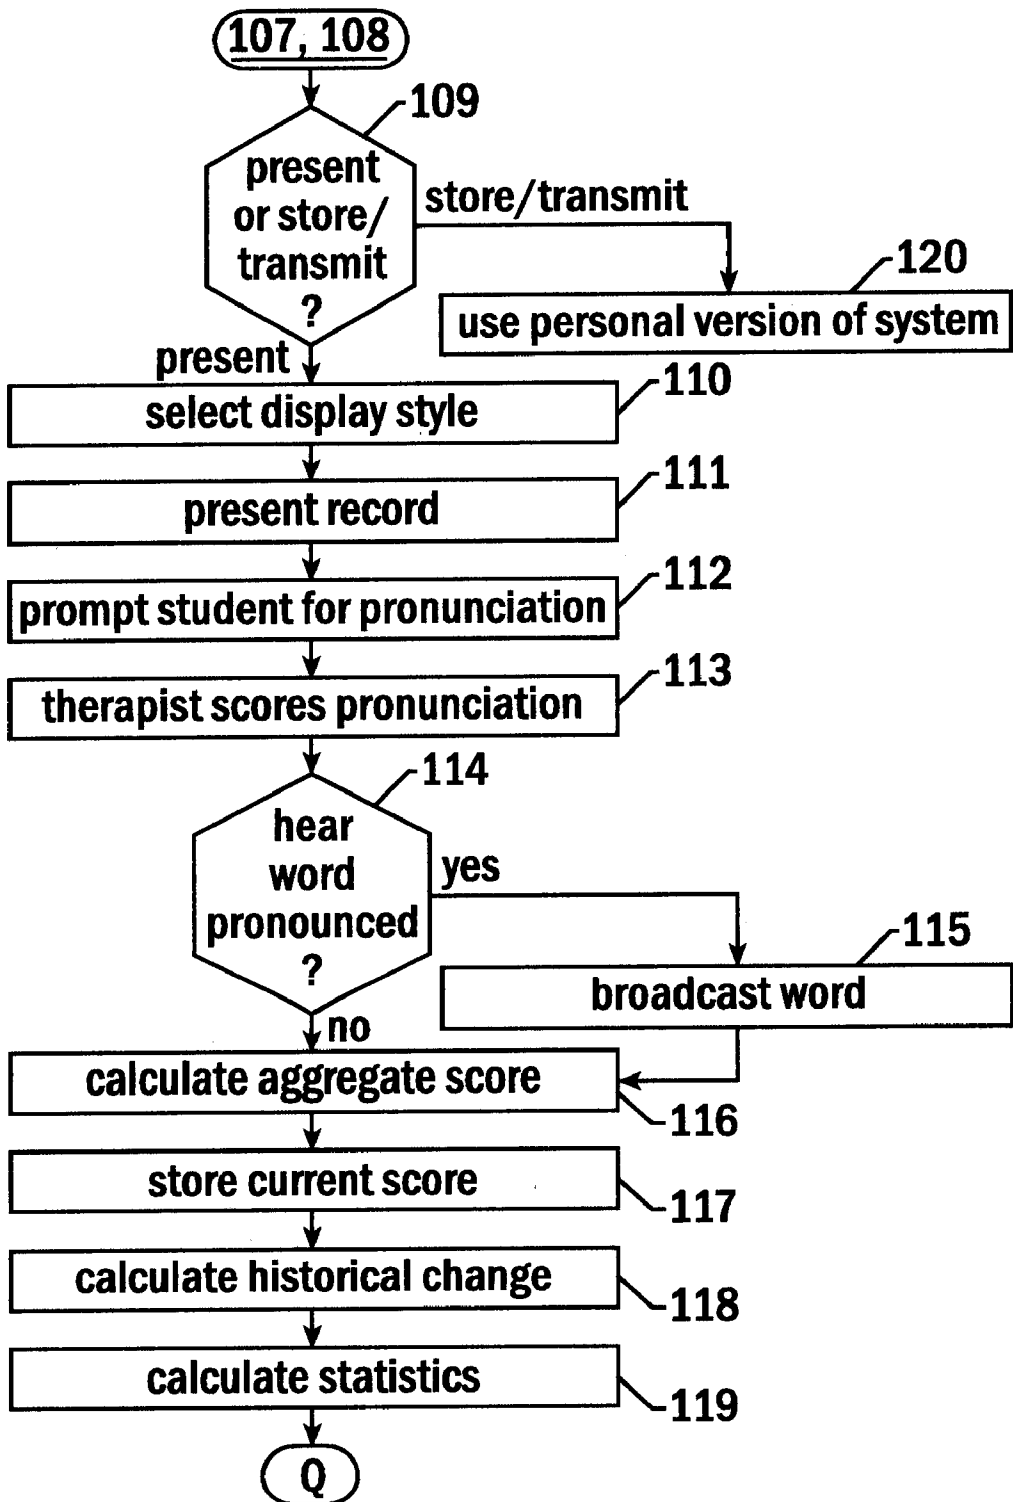 107, 108
109
present
or store/
transmit
?
store/transmit
120
use personal version of system
present
110
select display style
111
present record
112
prompt student for pronunciation
113
therapist scores pronunciation
114
hear
word
pronounced
?
yes
115
broadcast word
no
calculate aggregate score
116
store current score
117
calculate historical change
118
calculate statistics
119
Q